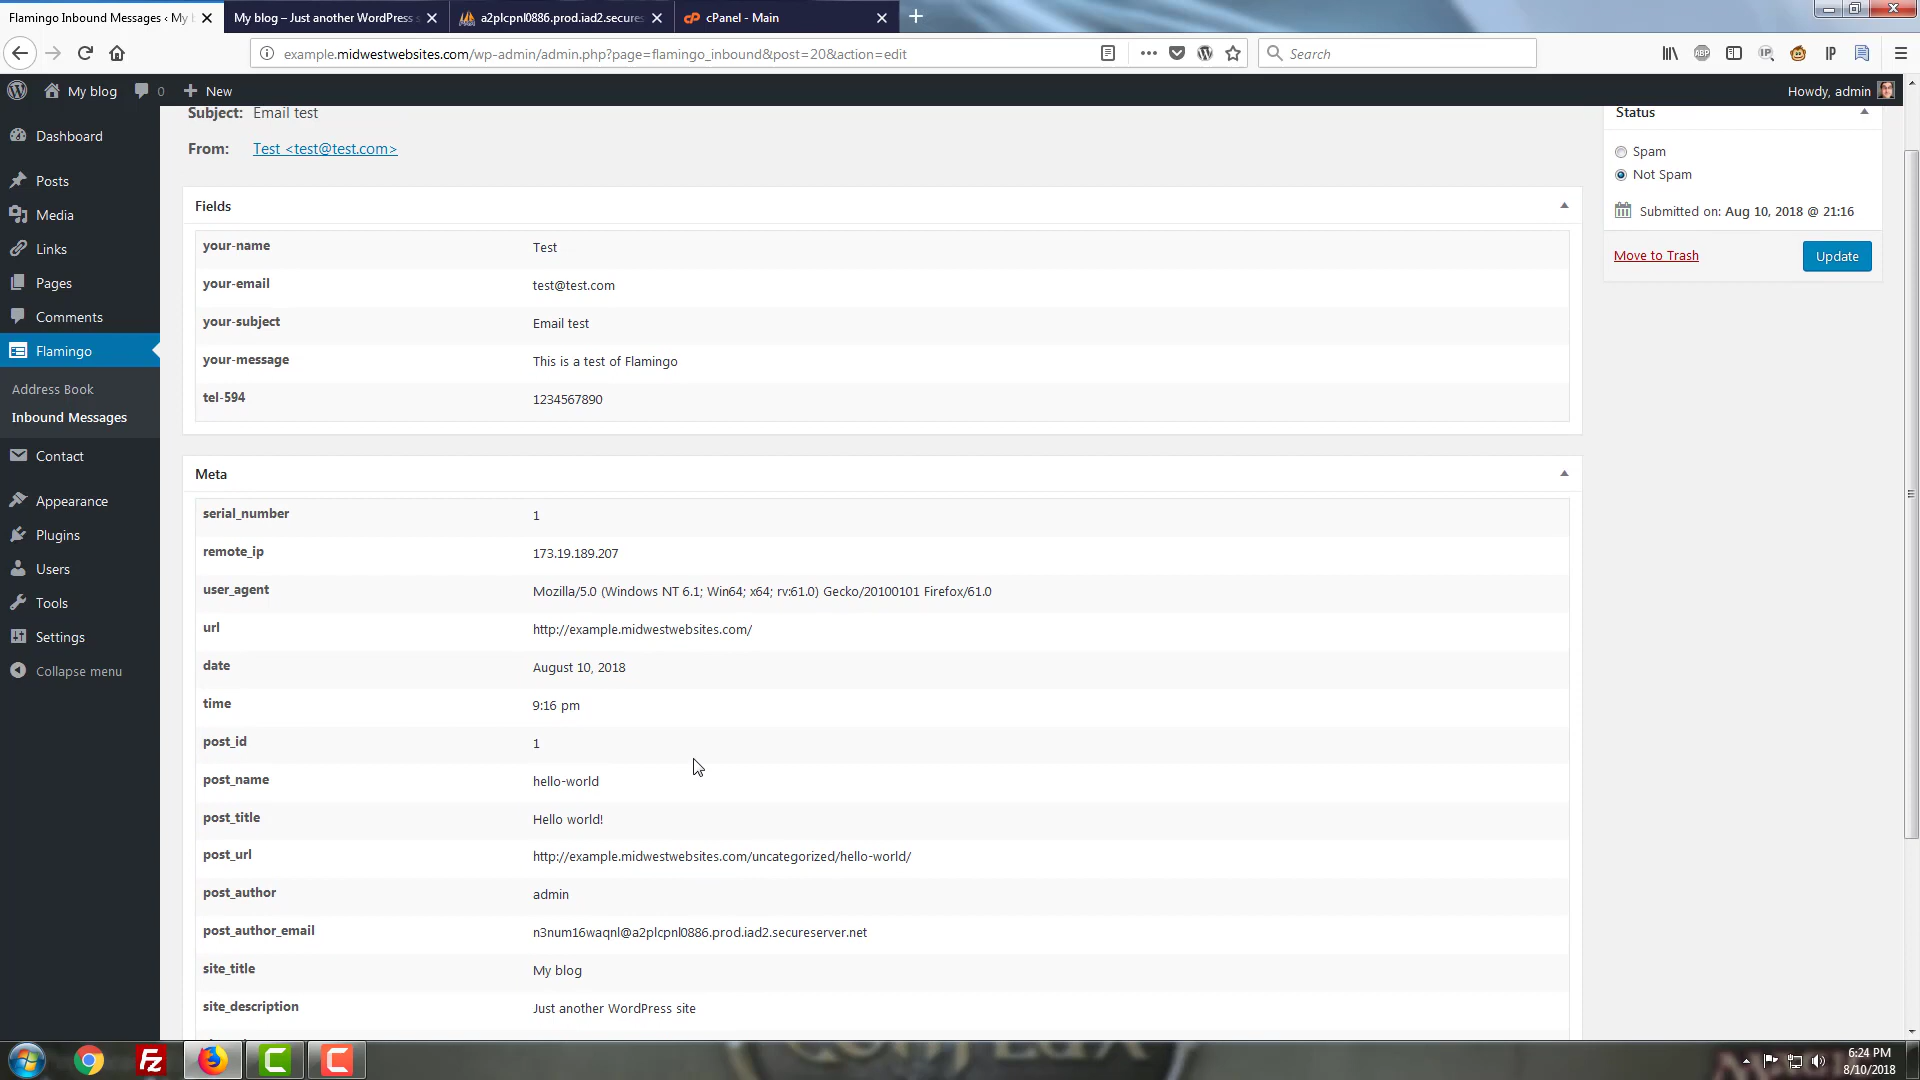 Flamingo Inbound Messages ‹ My b
My blog – Just another WordPress s
a2plcpnl0886.prod.iad2.secures
cPanel - Main
example.midwestwebsites.com/wp-admin/admin.php?page=flamingo_inbound&post=20&action=edit
Search
ABP
IP
IP
My blog
0
New
Howdy, admin
Dashboard
Posts
Media
Links
Pages
Comments
Flamingo
Address Book
Inbound Messages
Contact
Appearance
Plugins
Users
Tools
Settings
Collapse menu
Subject: Email test
From: Test <test@test.com>
Fields
your-name Test
your-email test@test.com
your-subject Email test
your-message This is a test of Flamingo
tel-594 1234567890
Meta
serial_number 1
remote_ip 173.19.189.207
user_agent Mozilla/5.0 (Windows NT 6.1; Win64; x64; rv:61.0) Gecko/20100101 Firefox/61.0
url http://example.midwestwebsites.com/
date August 10, 2018
time 9:16 pm
post_id 1
post_name hello-world
post_title Hello world!
post_url http://example.midwestwebsites.com/uncategorized/hello-world/
post_author admin
post_author_email n3num16waqnl@a2plcpnl0886.prod.iad2.secureserver.net
site_title My blog
site_description Just another WordPress site
Status
Spam
Not Spam
Submitted on: Aug 10, 2018 @ 21:16
Move to Trash
Update
Fz
6:24 PM
8/10/2018